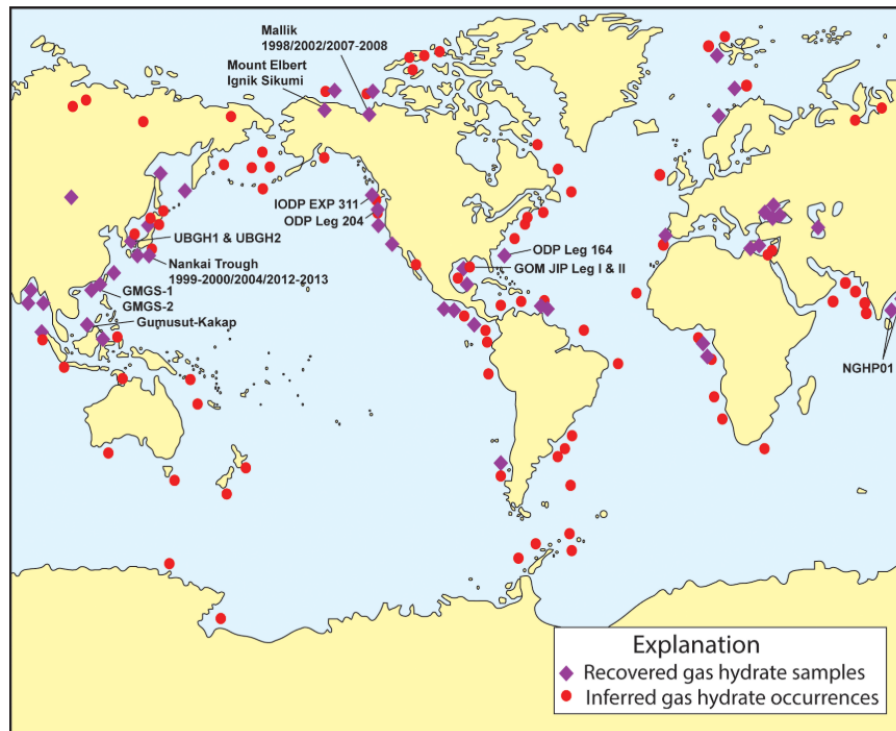 Mallik
1998/2002/2007-2008
Mount Elbert
Ignik Sikumi
IODP EXP 311
ODP Leg 204
UBGH1 & UBGH2
ODP Leg 164
GOM JIP Leg I & II
Nankai Trough
1999-2000/2004/2012-2013
GMGS-1
GMGS-2
Gumusut-Kakap
NGHP01
Explanation
Recovered gas hydrate samples
Inferred gas hydrate occurrences